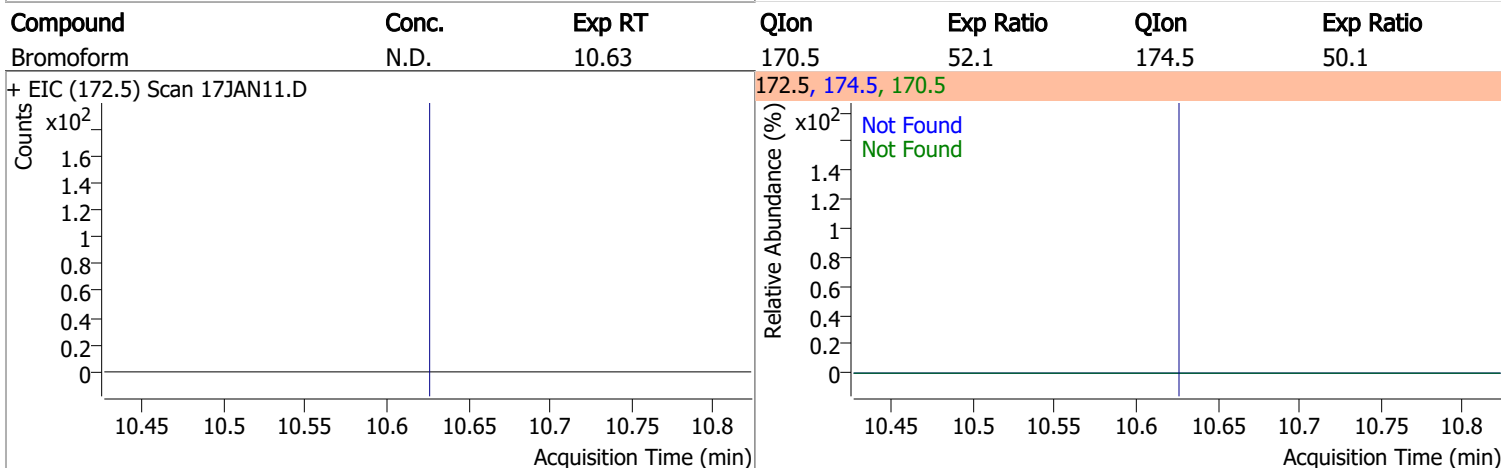 Compound Conc. Exp RT QIon Exp Ratio QIon Exp Ratio
Bromoform N.D. 10.63 170.5 52.1 174.5 50.1
+ EIC (172.5) Scan 17JAN11.D
Counts
x10²
1.6
1.4
1.2
1
0.8
0.6
0.4
0.2
0
10.45 10.5 10.55 10.6 10.65 10.7 10.75 10.8
Acquisition Time (min)
172.5, 174.5, 170.5
Relative Abundance (%)
x10²
Not Found
Not Found
1.4
1.2
1
0.8
0.6
0.4
0.2
0
10.45 10.5 10.55 10.6 10.65 10.7 10.75 10.8
Acquisition Time (min)